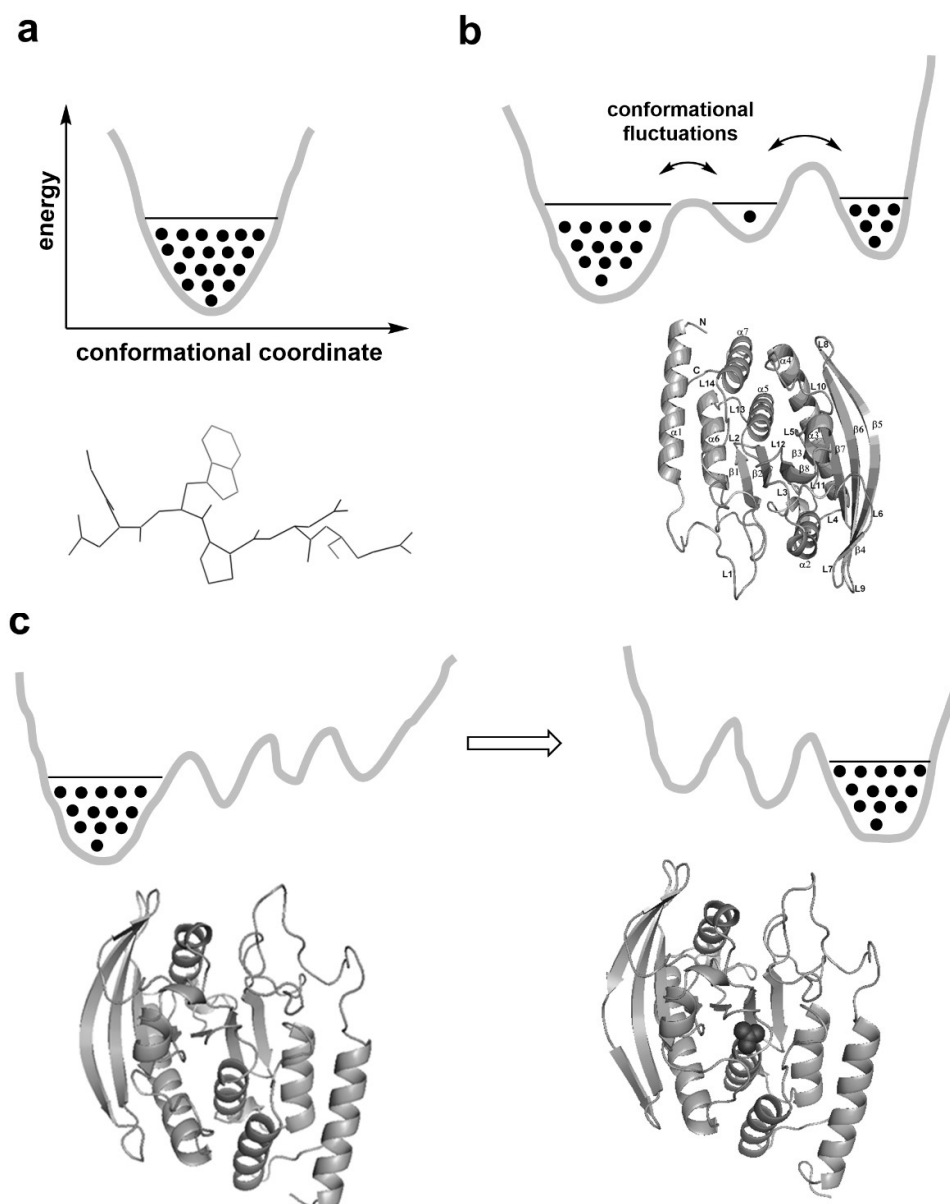 a
b
energy
conformational coordinate
conformational
fluctuations
N
α7
L8
α4
C
L14
L10
α5
L13
α1
α6
L2
L12
L5
α3
β6
β5
β3
β7
β1
β2
β8
L11
L3
L4
L6
β4
α2
L1
L7
L9
c